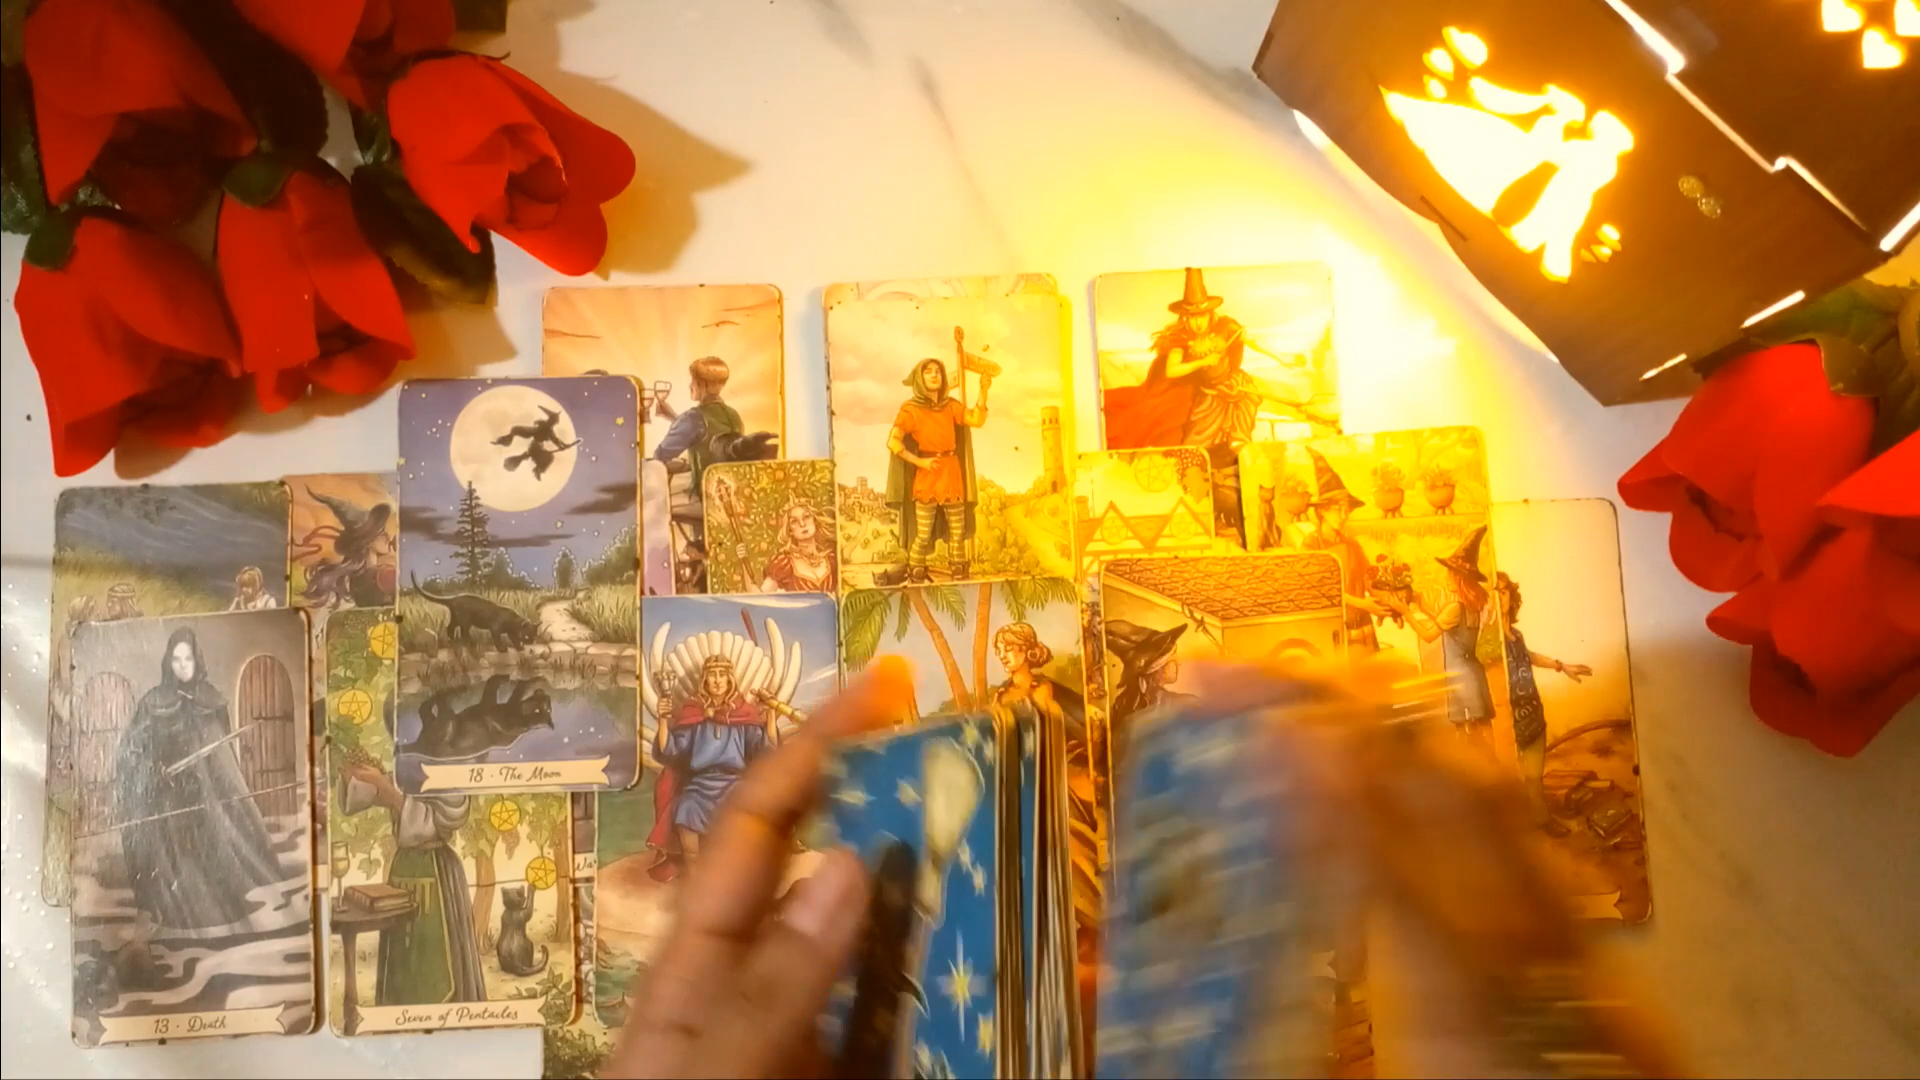 18 · The Moon
13 · Death
Seven of Pentacles